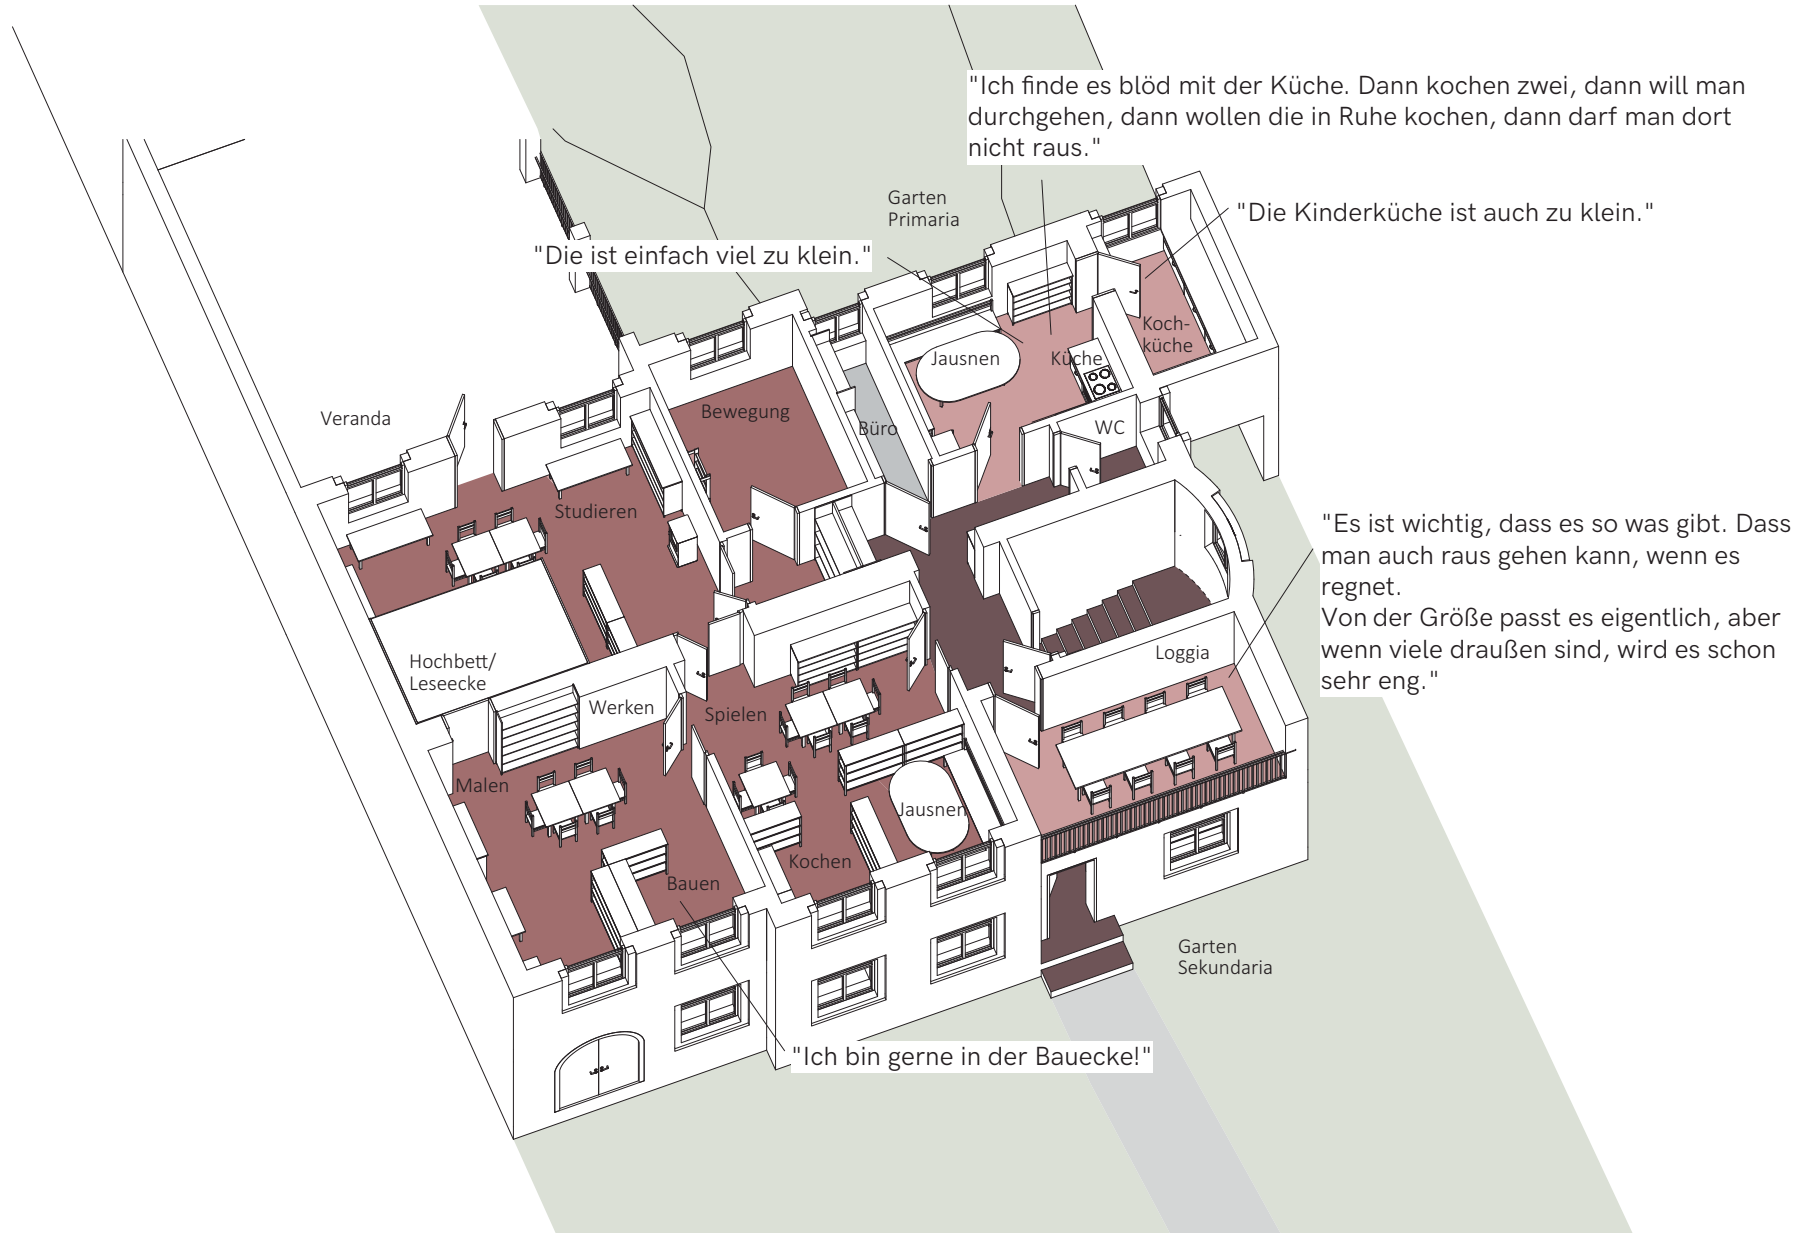 "Ich finde es blöd mit der Küche. Dann kochen zwei, dann will man
durchgehen, dann wollen die in Ruhe kochen, dann darf man dort
nicht raus."
Garten
Primaria
"Die Kinderküche ist auch zu klein."
"Die ist einfach viel zu klein."
Koch-
küche
Jausnen
Küche
Veranda
Bewegung
Büro
WC
Studieren
"Es ist wichtig, dass es so was gibt. Dass
man auch raus gehen kann, wenn es
regnet.
Von der Größe passt es eigentlich, aber
wenn viele draußen sind, wird es schon
sehr eng."
Hochbett/
Leseecke
Loggia
Werken
Spielen
Malen
Jausnen
Kochen
Bauen
Garten
Sekundaria
"Ich bin gerne in der Bauecke!"